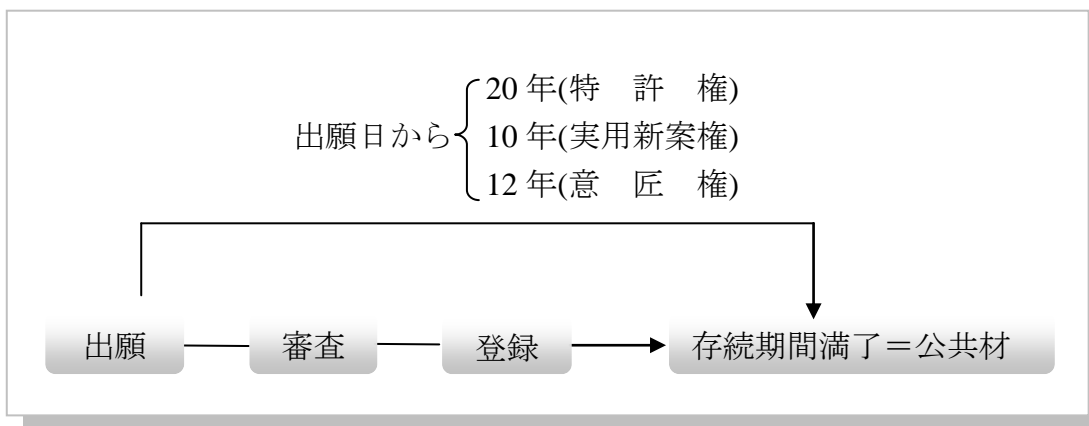 20 年(特 許 権)
出願日から 10 年(実用新案権)
12 年(意 匠 権)
出願 審査 登録 存続期間満了＝公共材